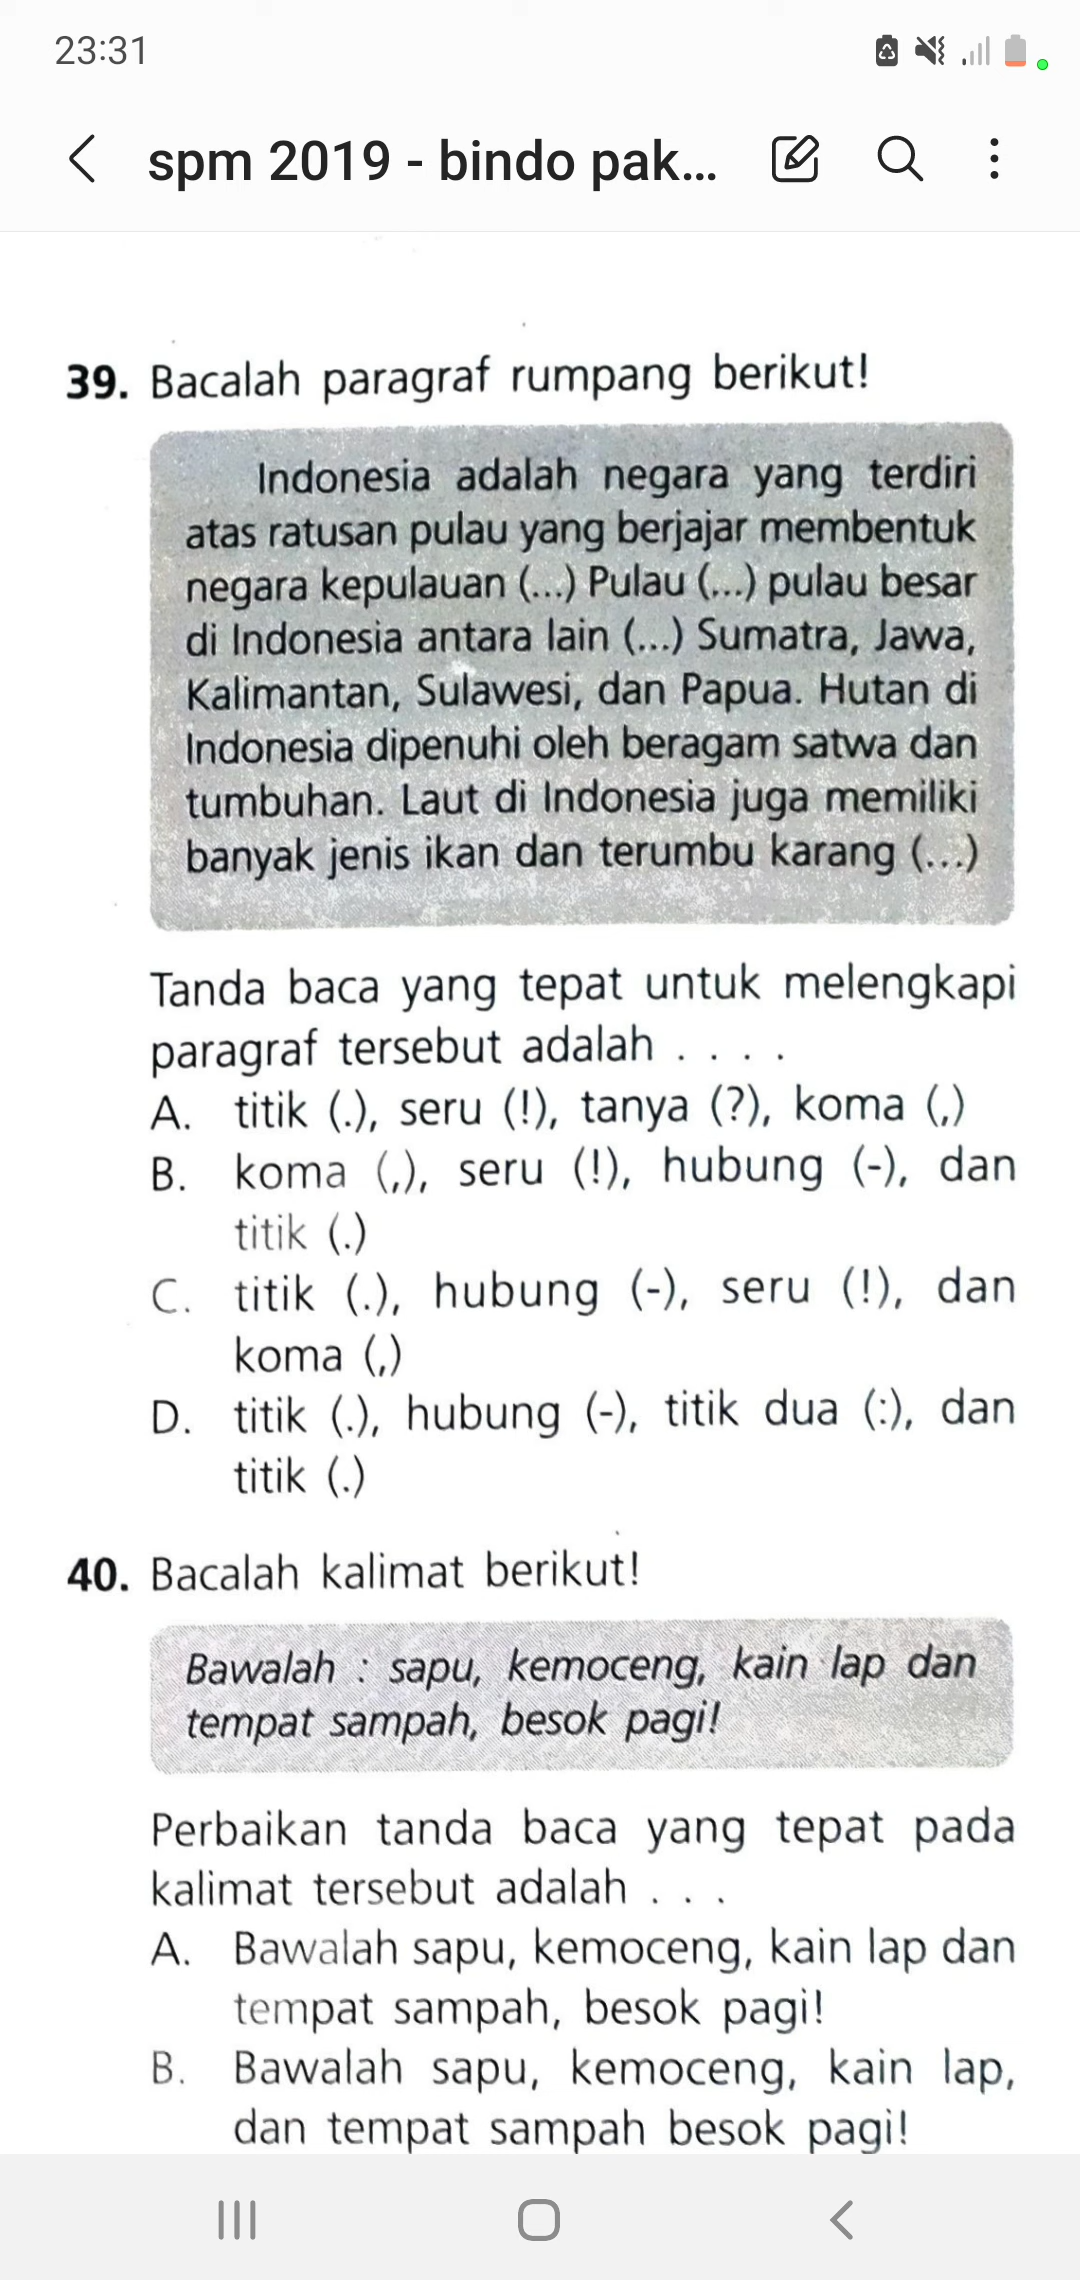 23:31
spm 2019 - bindo pak...
39. Bacalah paragraf rumpang berikut!
Indonesia adalah negara yang terdiri
atas ratusan pulau yang berjajar membentuk
negara kepulauan (...) Pulau (...) pulau besar
di Indonesia antara lain (...) Sumatra, Jawa,
Kalimantan, Sulawesi, dan Papua. Hutan di
Indonesia dipenuhi oleh beragam satwa dan
tumbuhan. Laut di Indonesia juga memiliki
banyak jenis ikan dan terumbu karang (...)
Tanda baca yang tepat untuk melengkapi
paragraf tersebut adalah . . . .
A. titik (.), seru (!), tanya (?), koma (,)
B. koma (,), seru (!), hubung (-), dan
titik (.)
C. titik (.), hubung (-), seru (!), dan
koma (,)
D. titik (.), hubung (-), titik dua (:), dan
titik (.)
40. Bacalah kalimat berikut!
Bawalah : sapu, kemoceng, kain lap dan
tempat sampah, besok pagi!
Perbaikan tanda baca yang tepat pada
kalimat tersebut adalah . . .
A. Bawalah sapu, kemoceng, kain lap dan
tempat sampah, besok pagi!
B. Bawalah sapu, kemoceng, kain lap,
dan tempat sampah besok pagi!